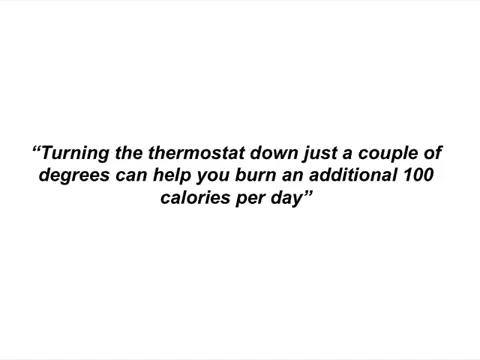 “Turning the thermostat down just a couple of
degrees can help you burn an additional 100
calories per day”